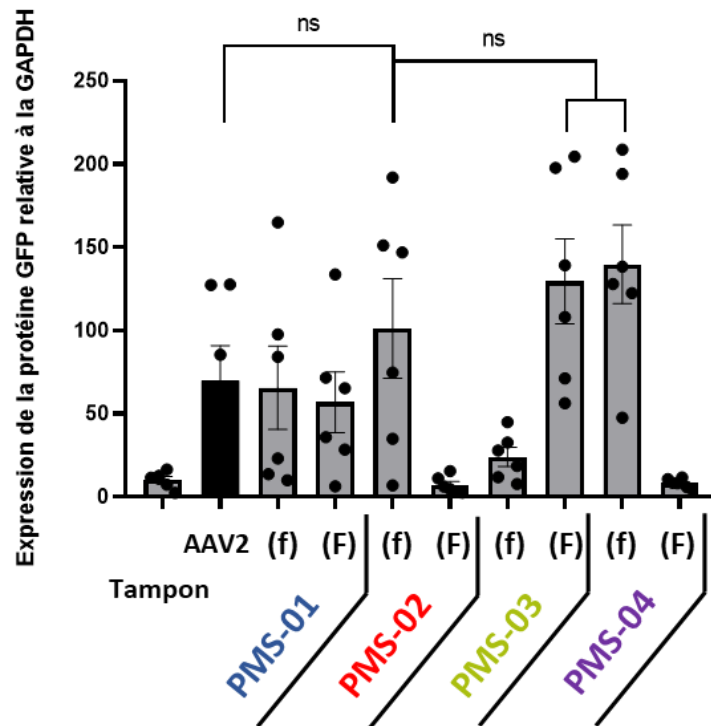 ns
ns
Expression de la protéine GFP relative à la GAPDH
250
200
150
100
50
0
AAV2 (f) (F) (f) (F) (f) (F) (f) (F)
Tampon
PMS-01
PMS-02
PMS-03
PMS-04